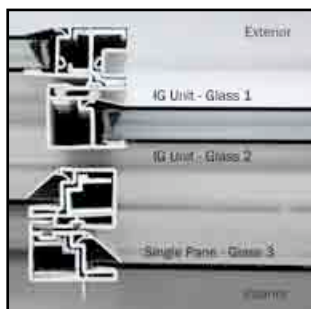 Exterior
IG Unit - Glass 1
IG Unit - Glass 2
Single Pane - Glass 3
Interior